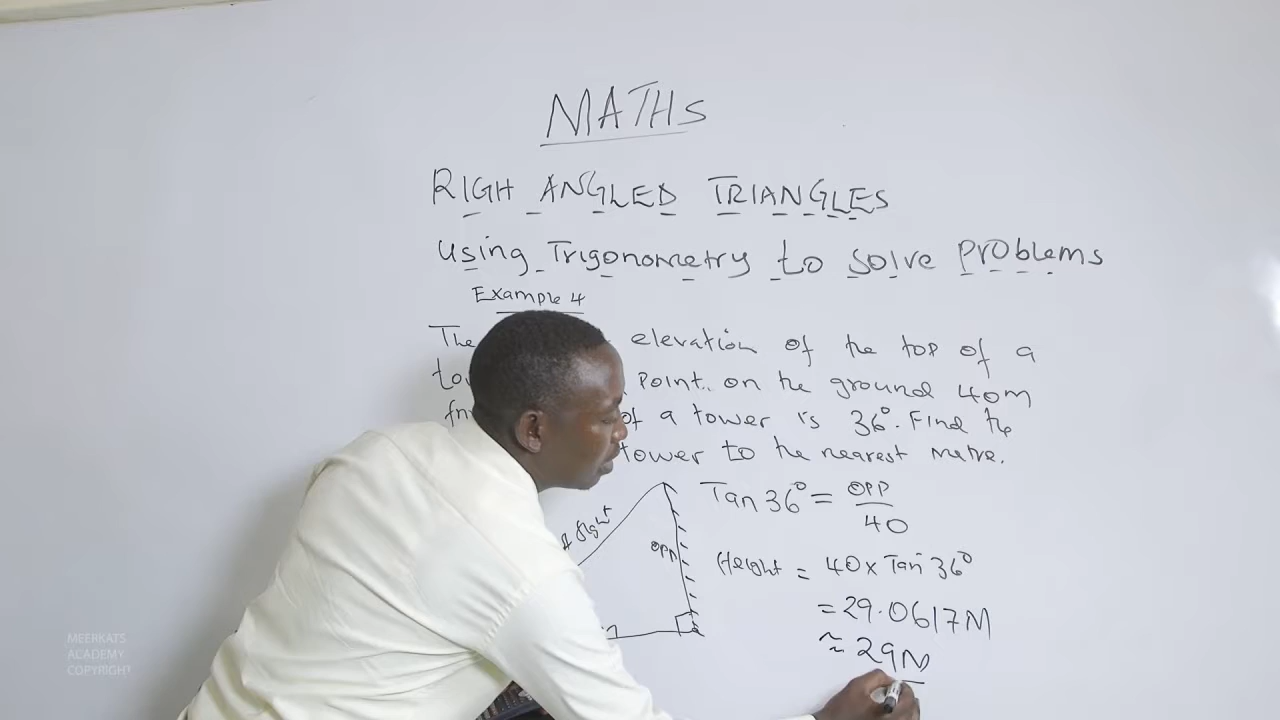 MATHS
RIGH ANGLED TRIANGLES
Using Trigonometry to solve problems
Example 4
The elevation of the top of a
point on the ground 40m
of a tower is 36°. Find the
tower to the nearest metre.
Tan 36° = OPP
40
sight
OPP
Height = 40 x Tan 36°
= 29.0617M
≈ 29M
MEERKATS
ACADEMY
COPYRIGHT